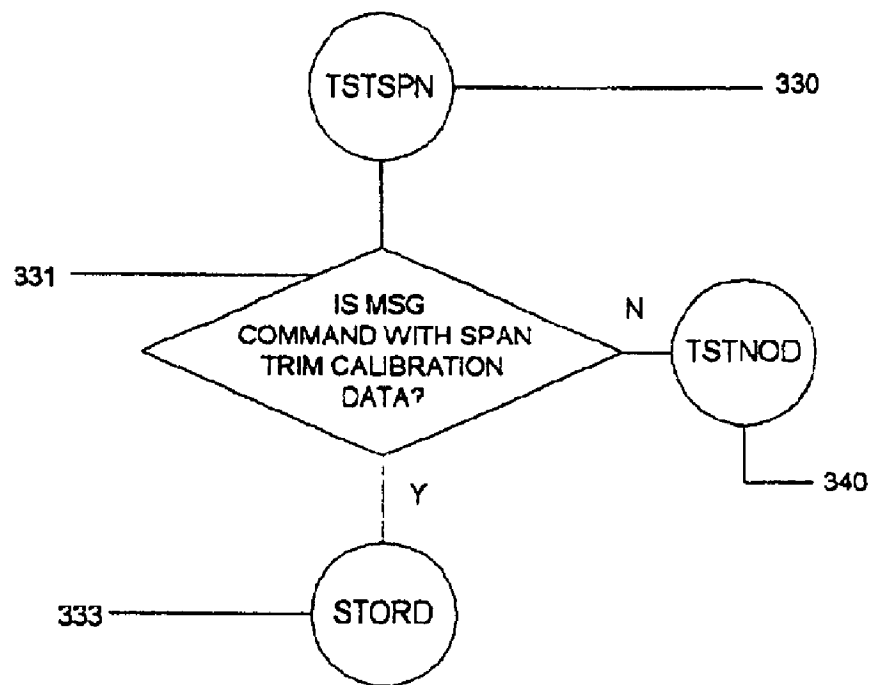 TSTSPN
330
331
IS MSG
COMMAND WITH SPAN
TRIM CALIBRATION
DATA?
N
TSTNOD
340
Y
STORD
333